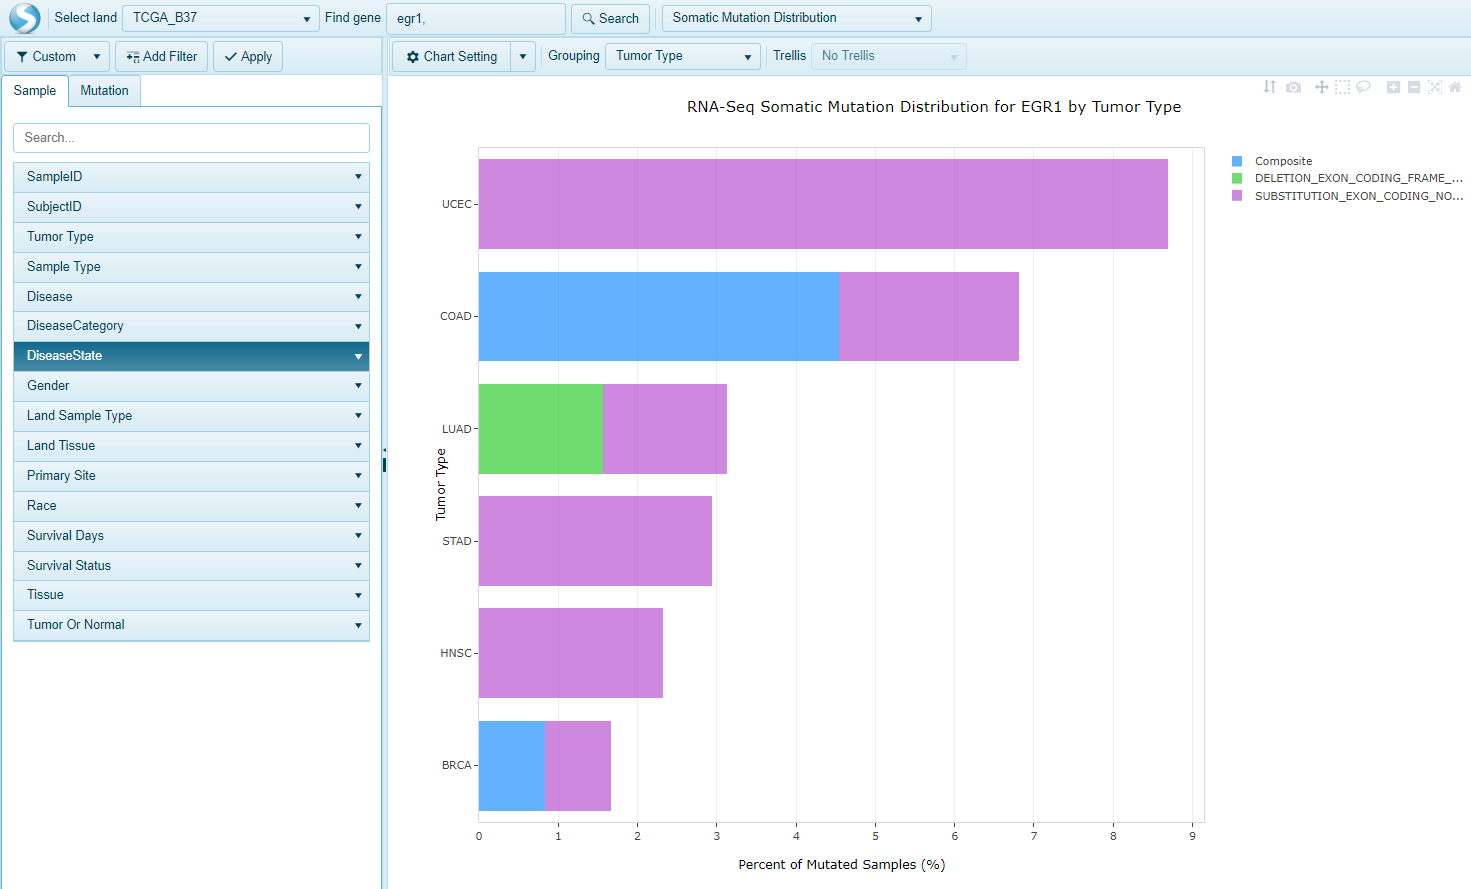 Select land TCGA_B37 Find gene egr1, Search Somatic Mutation Distribution
Custom Add Filter Apply Chart Setting Grouping Tumor Type Trellis No Trellis
Sample Mutation
Search...
SampleID
SubjectID
Tumor Type
Sample Type
Disease
DiseaseCategory
DiseaseState
Gender
Land Sample Type
Land Tissue
Primary Site
Race
Survival Days
Survival Status
Tissue
Tumor Or Normal
RNA-Seq Somatic Mutation Distribution for EGR1 by Tumor Type
Composite
DELETION_EXON_CODING_FRAME_...
SUBSTITUTION_EXON_CODING_NO...
Tumor Type
UCEC
COAD
LUAD
STAD
HNSC
BRCA
0 1 2 3 4 5 6 7 8 9
Percent of Mutated Samples (%)